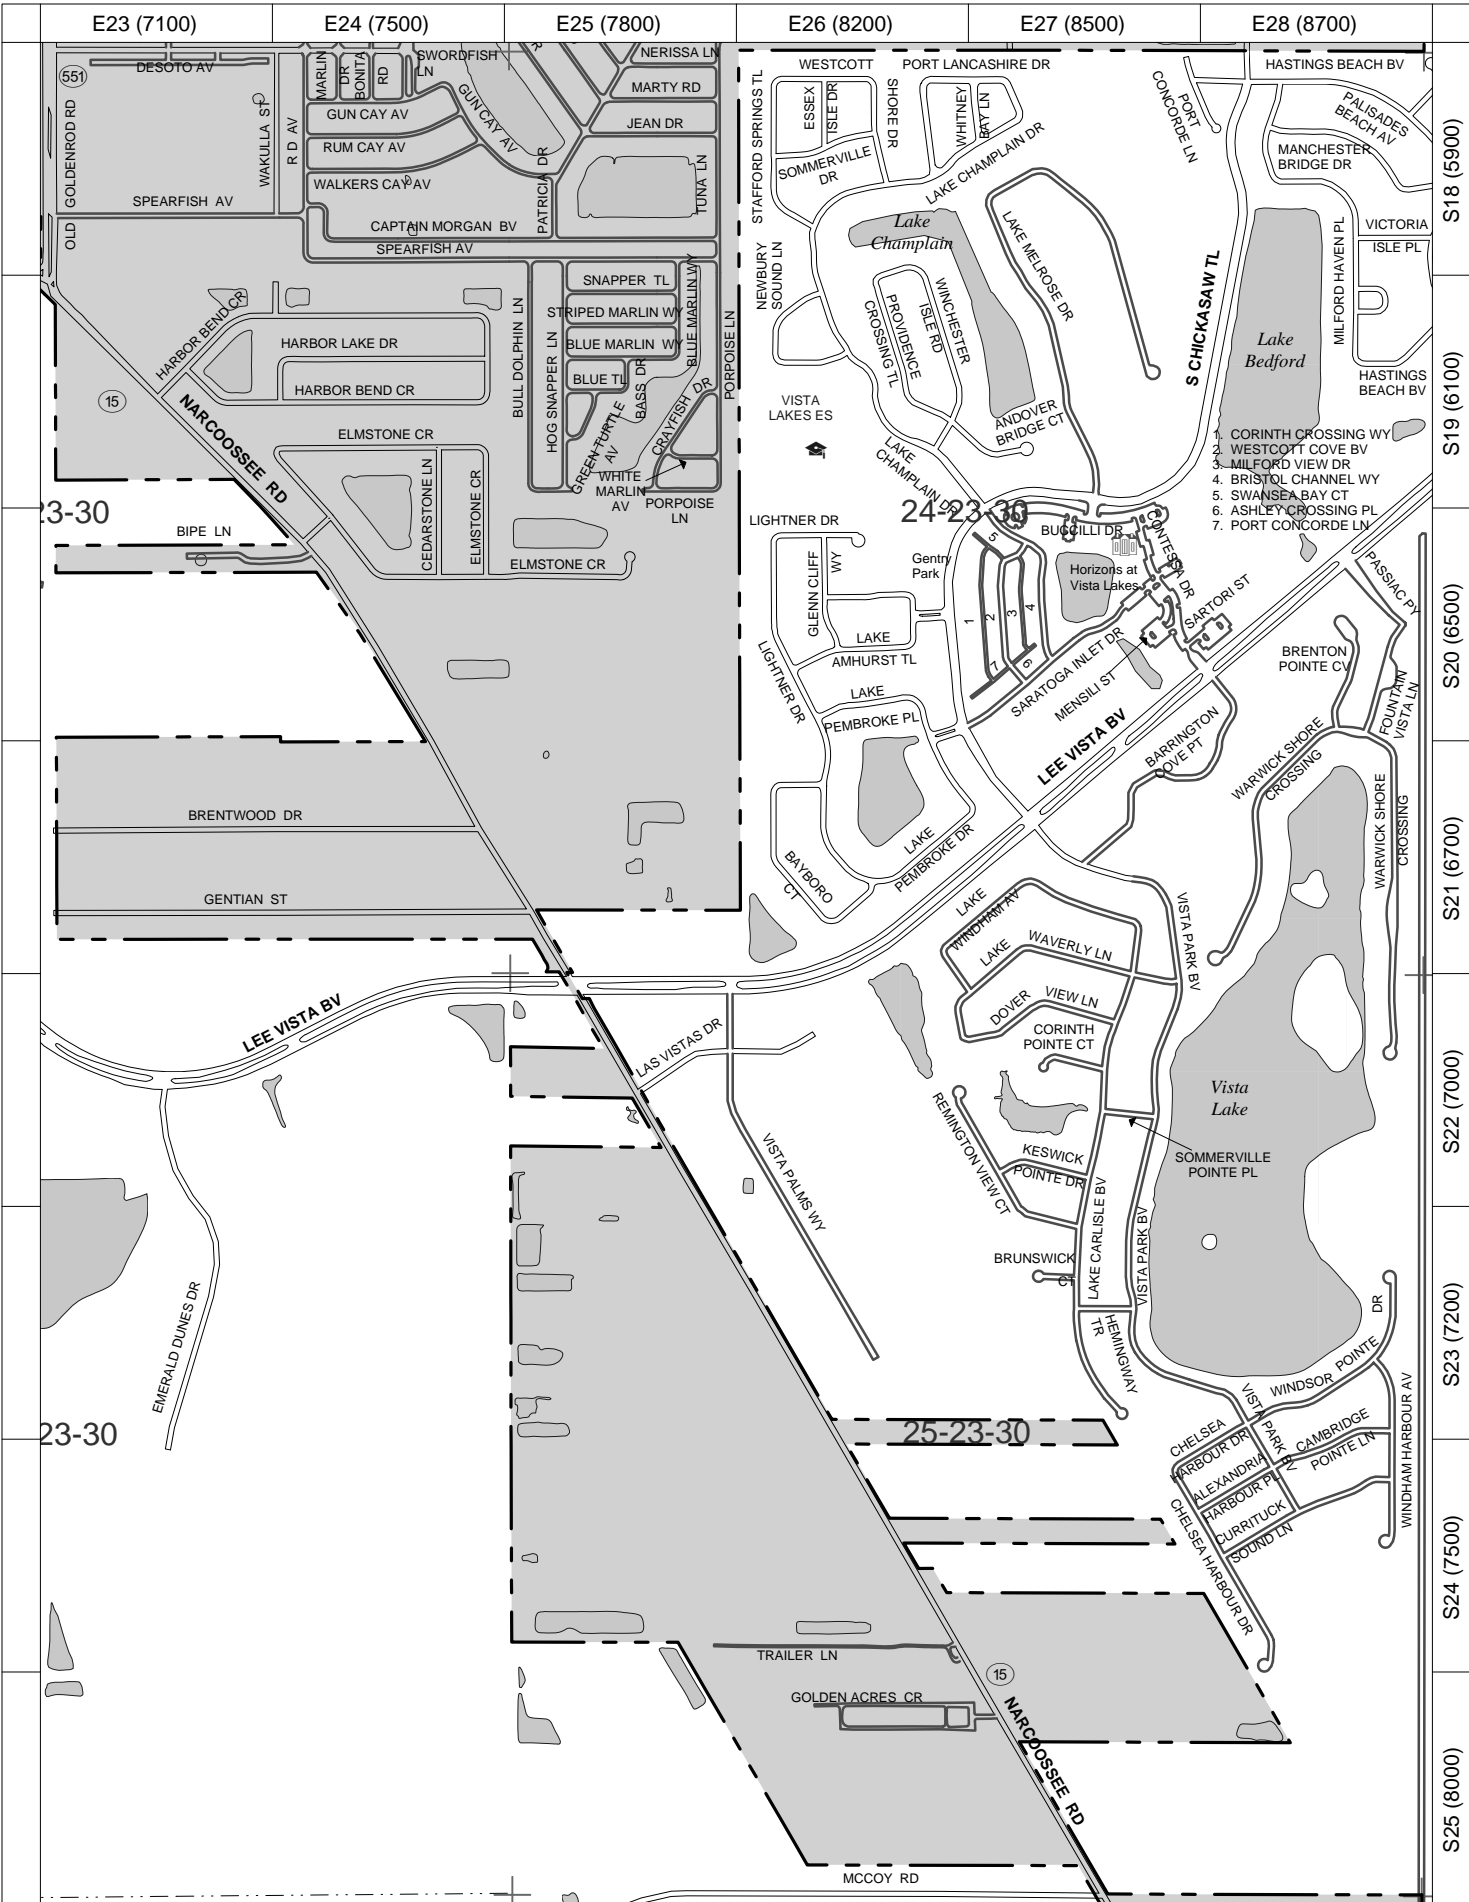 E23 (7100)
E24 (7500)
E25 (7800)
E26 (8200)
E27 (8500)
E28 (8700)
S18 (5900)
S19 (6100)
S20 (6500)
S21 (6700)
S22 (7000)
S23 (7200)
S24 (7500)
S25 (8000)
551
DESOTO AV
OLD
GOLDENROD RD
WAKULLA ST
R D AV
MARLIN
DR
BONITA
RD
SWORDFISH
LN
GUN CAY AV
GUN CAY AV
RUM CAY AV
WALKERS CAY AV
SPEARFISH AV
CAPTAIN MORGAN BV
SPEARFISH AV
PATRICIA DR
NERISSA LN
MARTY RD
JEAN DR
TUNA LN
HARBOR BEND CR
HARBOR LAKE DR
HARBOR BEND CR
ELMSTONE CR
CEDARSTONE LN
ELMSTONE CR
ELMSTONE CR
BULL DOLPHIN LN
HOG SNAPPER LN
SNAPPER TL
STRIPED MARLIN WY
BLUE MARLIN WY
BLUE MARLIN WY
BLUE TL
BASS DR
GREEN TURTLE
AV
CRAYFISH DR
WHITE
MARLIN
AV
PORPOISE
LN
PORPOISE LN
15
NARCOOSSEE RD
23-30
BIPE LN
BRENTWOOD DR
GENTIAN ST
WESTCOTT
SHORE DR
PORT LANCASHIRE DR
STAFFORD SPRINGS TL
ESSEX
ISLE DR
SOMMERVILLE
DR
WHITNEY
BAY LN
LAKE CHAMPLAIN DR
Lake
Champlain
LAKE MELROSE DR
NEWBURY
SOUND LN
PROVIDENCE
CROSSING TL
WINCHESTER
ISLE RD
ANDOVER
BRIDGE CT
VISTA
LAKES ES
LAKE
CHAMPLAIN DR
24-23-30
PORT
CONCORDE LN
S CHICKASAW TL
HASTINGS BEACH BV
PALISADES
BEACH AV
MANCHESTER
BRIDGE DR
VICTORIA
ISLE PL
MILFORD HAVEN PL
HASTINGS
BEACH BV
Lake
Bedford
1. CORINTH CROSSING WY
2. WESTCOTT COVE BV
3. MILFORD VIEW DR
4. BRISTOL CHANNEL WY
5. SWANSEA BAY CT
6. ASHLEY CROSSING PL
7. PORT CONCORDE LN
LIGHTNER DR
GLENN CLIFF
WY
Gentry
Park
LAKE
AMHURST TL
LIGHTNER DR
LAKE
PEMBROKE PL
5
1
2
3
4
7
6
BUCCILLI DR
CONTESSA DR
Horizons at
Vista Lakes
SARTORI ST
SARATOGA INLET DR
MENSILI ST
LEE VISTA BV
PASSIAC PY
BRENTON
POINTE CV
FOUNTAIN
VISTA LN
BARRINGTON
COVE PT
WARWICK SHORE
CROSSING
WARWICK SHORE
CROSSING
BAYBORO
CT
LAKE
PEMBROKE DR
LAKE
WINDHAM AV
LAKE
WAVERLY LN
VISTA PARK BV
DOVER
VIEW LN
CORINTH
POINTE CT
LEE VISTA BV
LAS VISTAS DR
VISTA PALMS WY
EMERALD DUNES DR
REMINGTON VIEW CT
KESWICK
POINTE DR
LAKE CARLISLE BV
VISTA PARK BV
SOMMERVILLE
POINTE PL
Vista
Lake
BRUNSWICK
CT
HEMINGWAY
TR
WINDSOR POINTE
DR
WINDHAM HARBOUR AV
VISTA PARK BV
CHELSEA
HARBOUR DR
CAMBRIDGE
POINTE LN
ALEXANDRIA
HARBOUR PL
CURRITUCK
SOUND LN
CHELSEA HARBOUR DR
23-30
25-23-30
TRAILER LN
GOLDEN ACRES CR
15
NARCOOSSEE RD
MCCOY RD